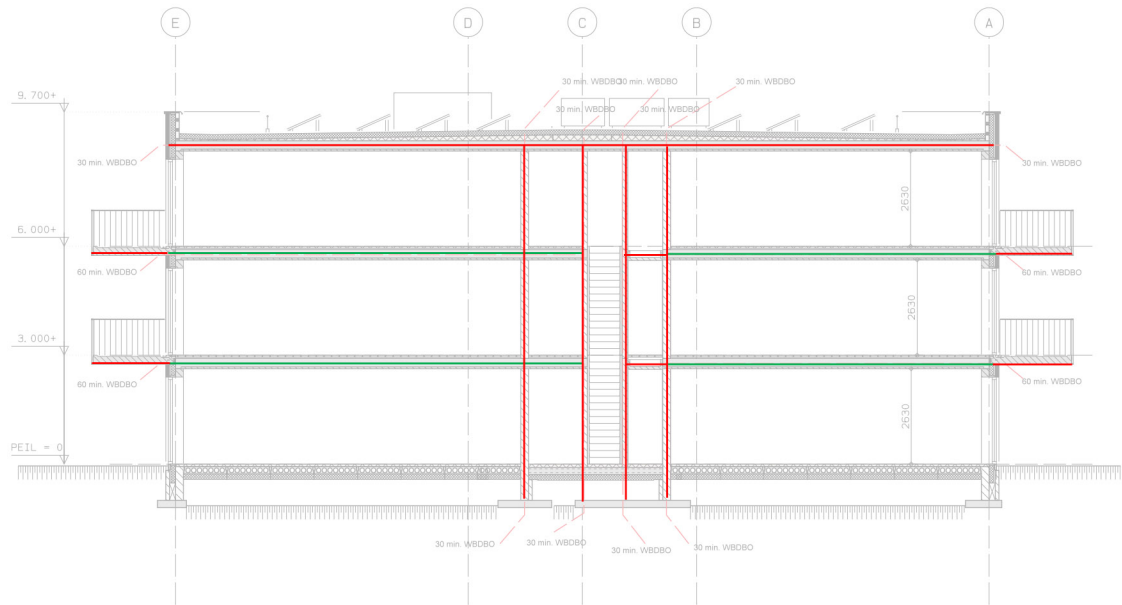 E D C B A
30 min. WBDBO 30 min. WBDBO 30 min. WBDBO
9.700+
30 min. WBDBO 30 min. WBDBO
30 min. WBDBO 30 min. WBDBO
2630
6.000+
60 min. WBDBO 60 min. WBDBO
2630
3.000+
60 min. WBDBO 60 min. WBDBO
2630
PEIL = 0
30 min. WBDBO 30 min. WBDBO 30 min. WBDBO 30 min. WBDBO